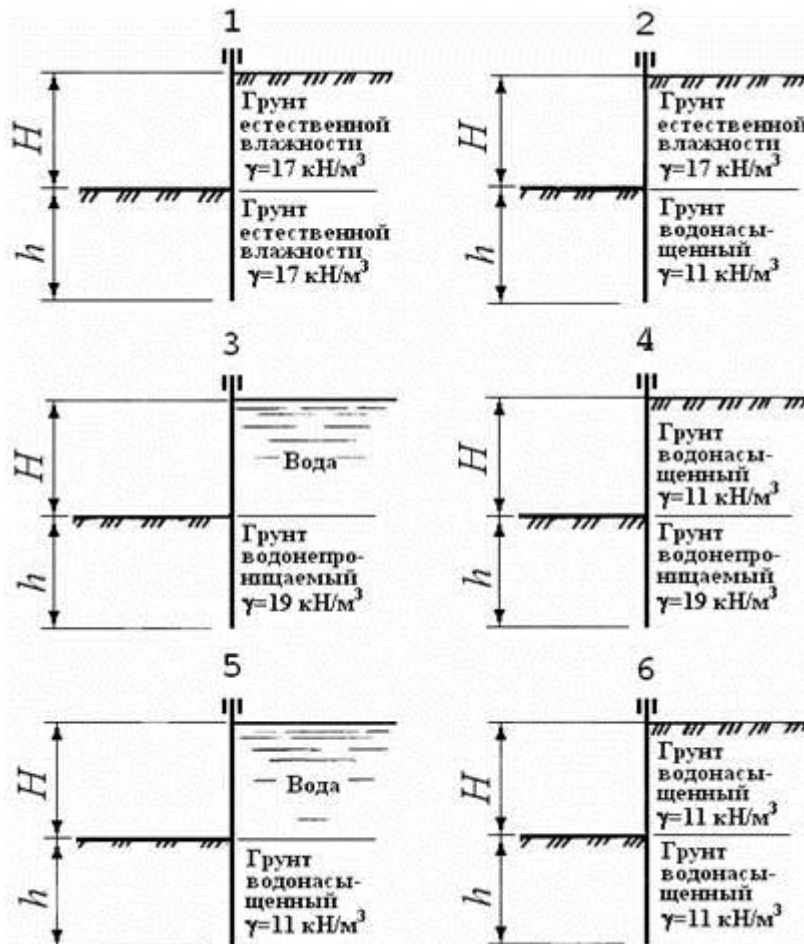 1
H
h
Грунт
естественной
влажности
γ=17 кН/м³
Грунт
естественной
влажности
γ=17 кН/м³
2
H
h
Грунт
естественной
влажности
γ=17 кН/м³
Грунт
водонасы-
щенный
γ=11 кН/м³
3
H
h
Вода
Грунт
водонепро-
ницаемый
γ=19 кН/м³
4
H
h
Грунт
водонасы-
щенный
γ=11 кН/м³
Грунт
водонепро-
ницаемый
γ=19 кН/м³
5
H
h
Вода
Грунт
водонасы-
щенный
γ=11 кН/м³
6
H
h
Грунт
водонасы-
щенный
γ=11 кН/м³
Грунт
водонасы-
щенный
γ=11 кН/м³